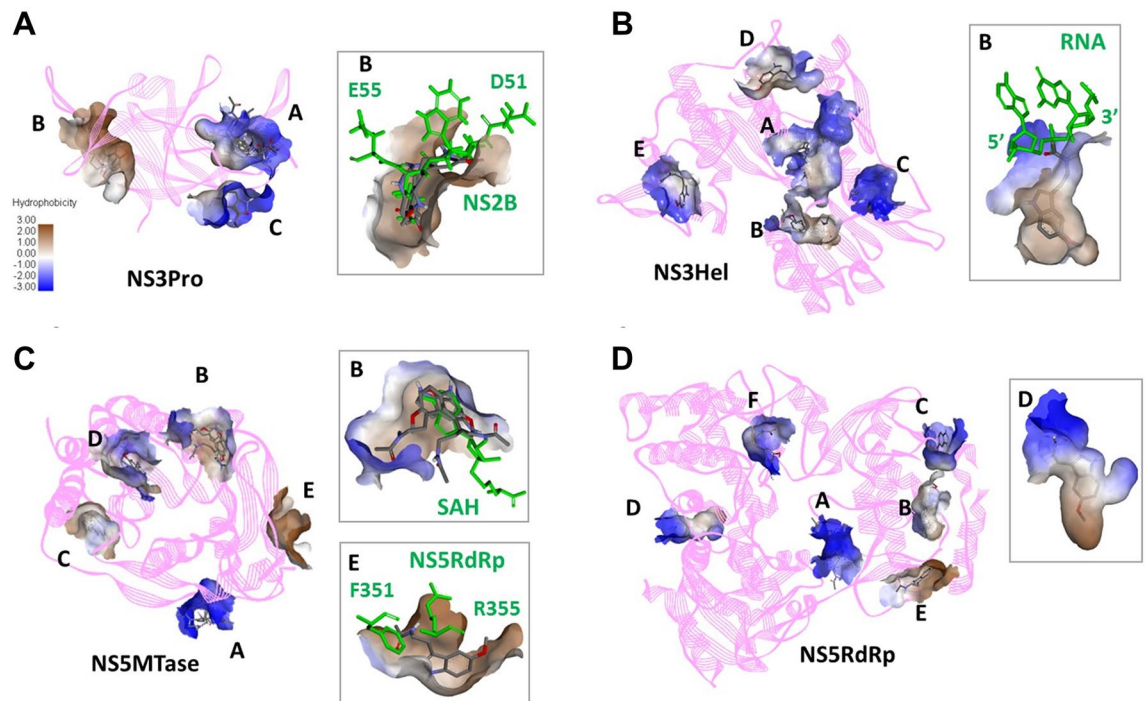 A
B
A
C
Hydrophobicity
3.00
2.00
1.00
0.00
-1.00
-2.00
-3.00
NS3Pro
B
E55
D51
NS2B
B
D
A
E
C
B
NS3Hel
B
RNA
5’
3’
C
B
D
E
C
A
NS5MTase
B
SAH
E
NS5RdRp
F351
R355
D
F
C
D
A
B
E
NS5RdRp
D